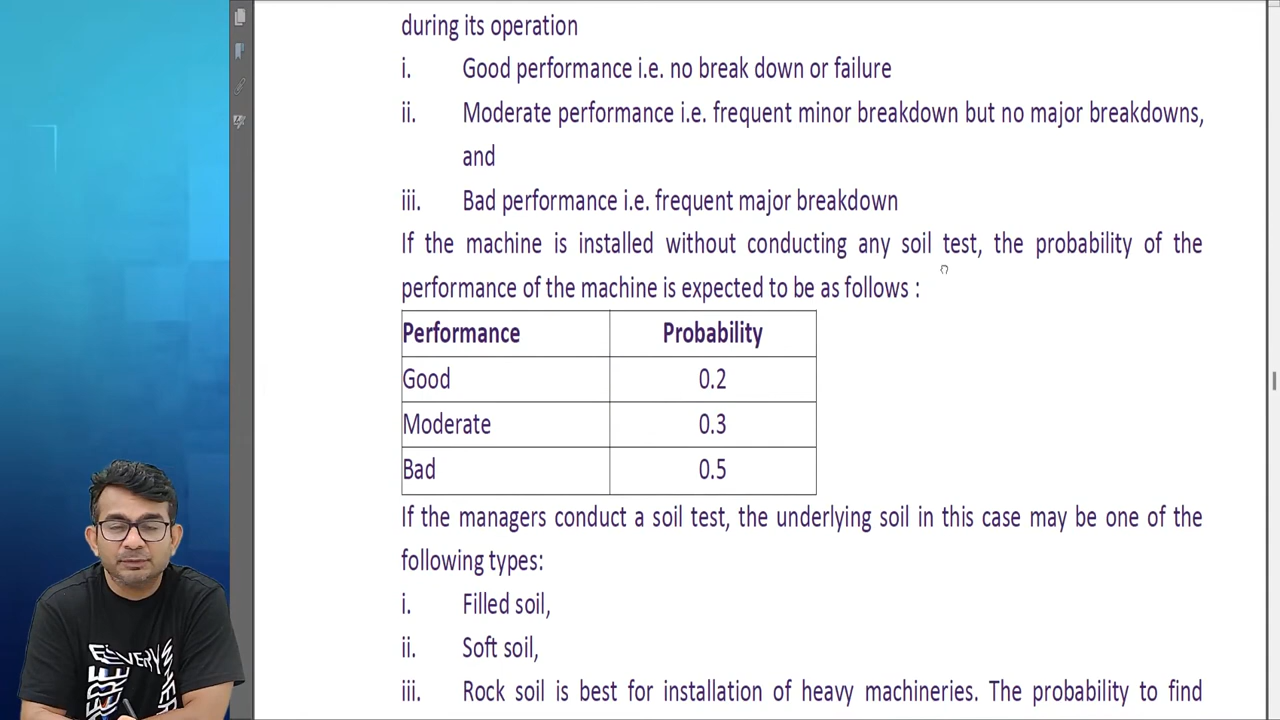 during its operation
i. Good performance i.e. no break down or failure
ii. Moderate performance i.e. frequent minor breakdown but no major breakdowns,
and
iii. Bad performance i.e. frequent major breakdown
If the machine is installed without conducting any soil test, the probability of the
performance of the machine is expected to be as follows :
Performance Probability
Good 0.2
Moderate 0.3
Bad 0.5
If the managers conduct a soil test, the underlying soil in this case may be one of the
following types:
i. Filled soil,
ii. Soft soil,
iii. Rock soil is best for installation of heavy machineries. The probability to find